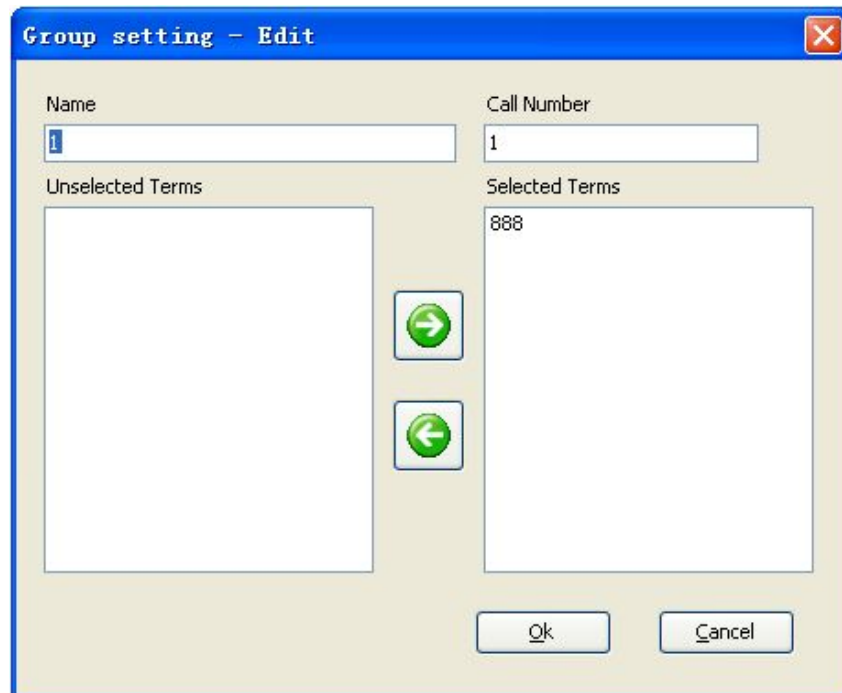 Group setting - Edit
Name
Call Number
1
1
Unselected Terms
Selected Terms
888
Ok
Cancel